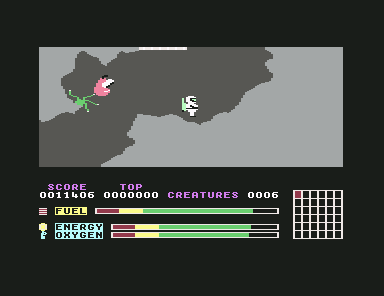 SCORE TOP
0011406 0000000 CREATURES 0006
FUEL
ENERGY
OXYGEN